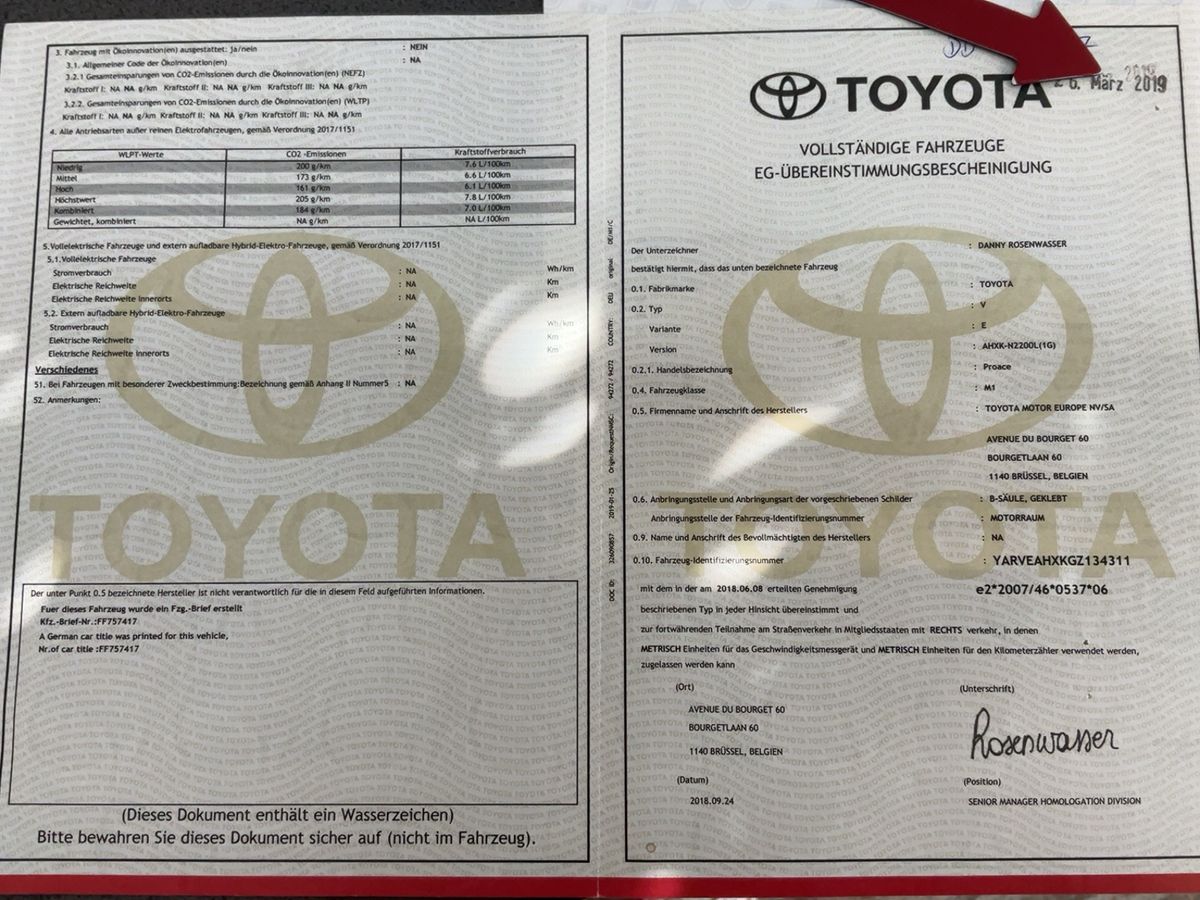 3. Fahrzeug mit Ökoinnovation(en) ausgestattet: ja/nein : NEIN
3.1. Allgemeiner Code der Ökoinnovation(en) : NA
3.2.1 Gesamteinsparungen von CO2-Emissionen durch die Ökoinnovation(en) (NEFZ)
Kraftstoff I: NA NA g/km Kraftstoff II: NA NA g/km Kraftstoff III: NA NA g/km
3.2.2. Gesamteinsparungen von CO2-Emissionen durch die Ökoinnovation(en) (WLTP)
Kraftstoff I: NA NA g/km Kraftstoff II: NA NA g/km Kraftstoff III: NA NA g/km
4. Alle Antriebsarten außer reinen Elektrofahrzeugen, gemäß Verordnung 2017/1151
WLPT-Werte CO2 -Emissionen Kraftstoffverbrauch
Niedrig 200 g/km 7.6 L/100km
Mittel 173 g/km 6.6 L/100km
Hoch 161 g/km 6.1 L/100km
Höchstwert 205 g/km 7.8 L/100km
Kombiniert 184 g/km 7.0 L/100km
Gewichtet, kombiniert NA g/km NA L/100km
5.Vollelektrische Fahrzeuge und extern aufladbare Hybrid-Elektro-Fahrzeuge, gemäß Verordnung 2017/1151
5.1.Vollelektrische Fahrzeuge
Stromverbrauch : NA Wh/km
Elektrische Reichweite : NA Km
Elektrische Reichweite innerorts : NA Km
5.2. Extern aufladbare Hybrid-Elektro-Fahrzeuge
Stromverbrauch : NA Wh/km
Elektrische Reichweite : NA Km
Elektrische Reichweite innerorts : NA Km
Verschiedenes
51. Bei Fahrzeugen mit besonderer Zweckbestimmung:Bezeichnung gemäß Anhang II Nummer5 : NA
52. Anmerkungen:
TOYOTA
Der unter Punkt 0.5 bezeichnete Hersteller ist nicht verantwortlich für die in diesem Feld aufgeführten Informationen.
Fuer dieses Fahrzeug wurde ein Fzg.-Brief erstellt
Kfz.-Brief-Nr.:FF757417
A German car title was printed for this vehicle,
Nr.of car title :FF757417
(Dieses Dokument enthält ein Wasserzeichen)
Bitte bewahren Sie dieses Dokument sicher auf (nicht im Fahrzeug).
DOC ID: 326090857 2019-01-25 Origin/RequestNMSC: 94272 / 94272 COUNTRY: DEU original DE/M1/C
DD
26. März 2019
TOYOTA
VOLLSTÄNDIGE FAHRZEUGE
EG-ÜBEREINSTIMMUNGSBESCHEINIGUNG
Der Unterzeichner : DANNY ROSENWASSER
bestätigt hiermit, dass das unten bezeichnete Fahrzeug
0.1. Fabrikmarke : TOYOTA
0.2. Typ : V
Variante : E
Version : AHXK-N2200L(1G)
0.2.1. Handelsbezeichnung : Proace
0.4. Fahrzeugklasse : M1
0.5. Firmenname und Anschrift des Herstellers : TOYOTA MOTOR EUROPE NV/SA
AVENUE DU BOURGET 60
BOURGETLAAN 60
1140 BRÜSSEL, BELGIEN
0.6. Anbringungsstelle und Anbringungsart der vorgeschriebenen Schilder : B-SÄULE, GEKLEBT
Anbringungsstelle der Fahrzeug-Identifizierungsnummer : MOTORRAUM
0.9. Name und Anschrift des Bevollmächtigten des Herstellers : NA
0.10. Fahrzeug-Identifizierungsnummer : YARVEAHXKGZ134311
TOYOTA
mit dem in der am 2018.06.08 erteilten Genehmigung e2*2007/46*0537*06
beschriebenen Typ in jeder Hinsicht übereinstimmt und
zur fortwährenden Teilnahme am Straßenverkehr in Mitgliedsstaaten mit RECHTS verkehr, in denen
METRISCH Einheiten für das Geschwindigkeitsmessgerät und METRISCH Einheiten für den Kilometerzähler verwendet werden,
zugelassen werden kann
(Ort) (Unterschrift)
AVENUE DU BOURGET 60
BOURGETLAAN 60
1140 BRÜSSEL, BELGIEN
Rosenwasser
(Datum) (Position)
2018.09.24 SENIOR MANAGER HOMOLOGATION DIVISION